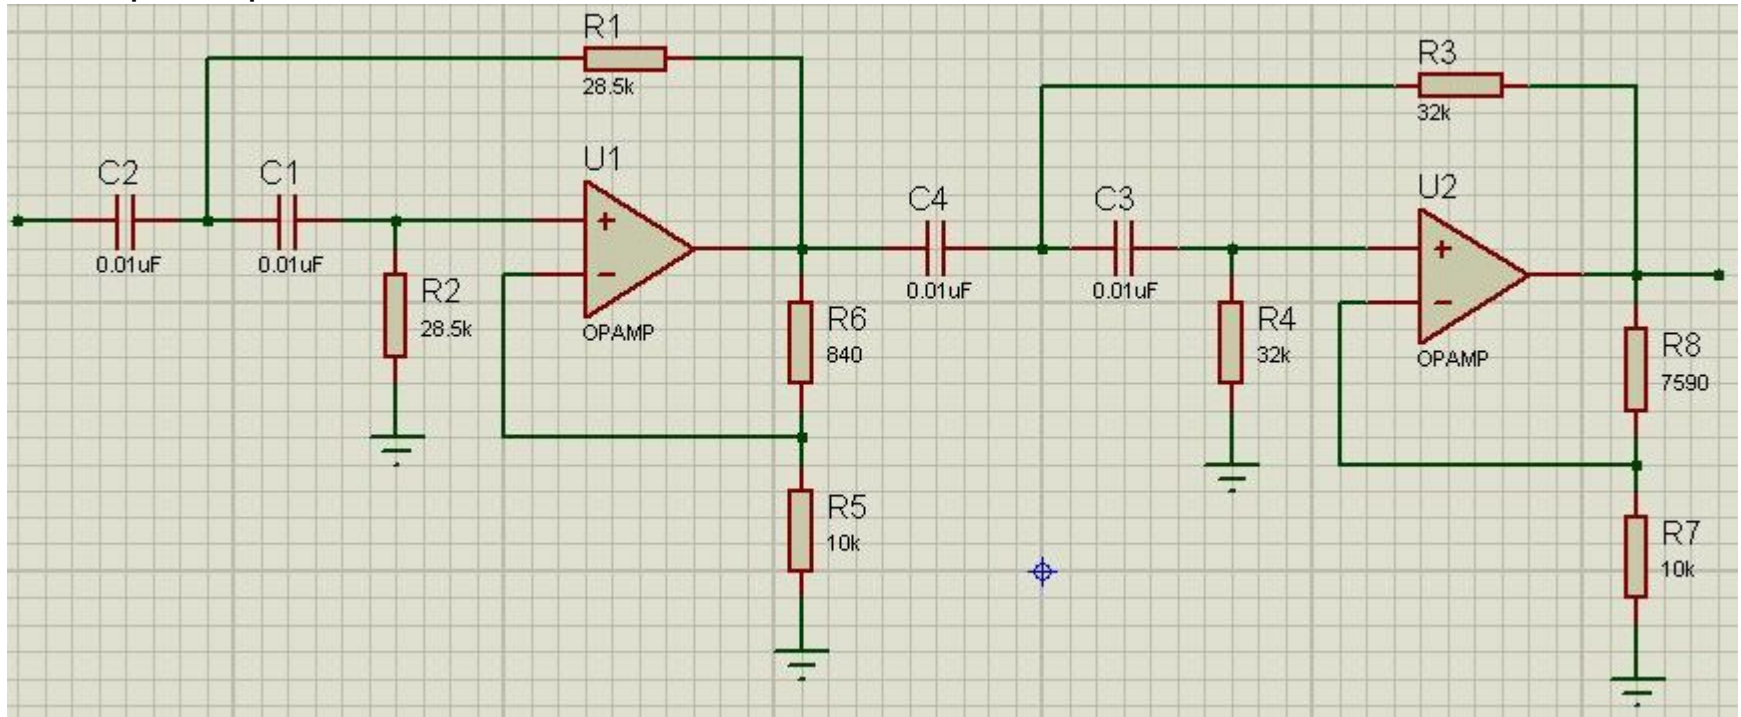 R1
28.5k
R3
32k
C2
0.01uF
C1
0.01uF
U1
+
−
OPAMP
R2
28.5k
R6
840
R5
10k
C4
0.01uF
C3
0.01uF
U2
+
−
OPAMP
R4
32k
R8
7590
R7
10k